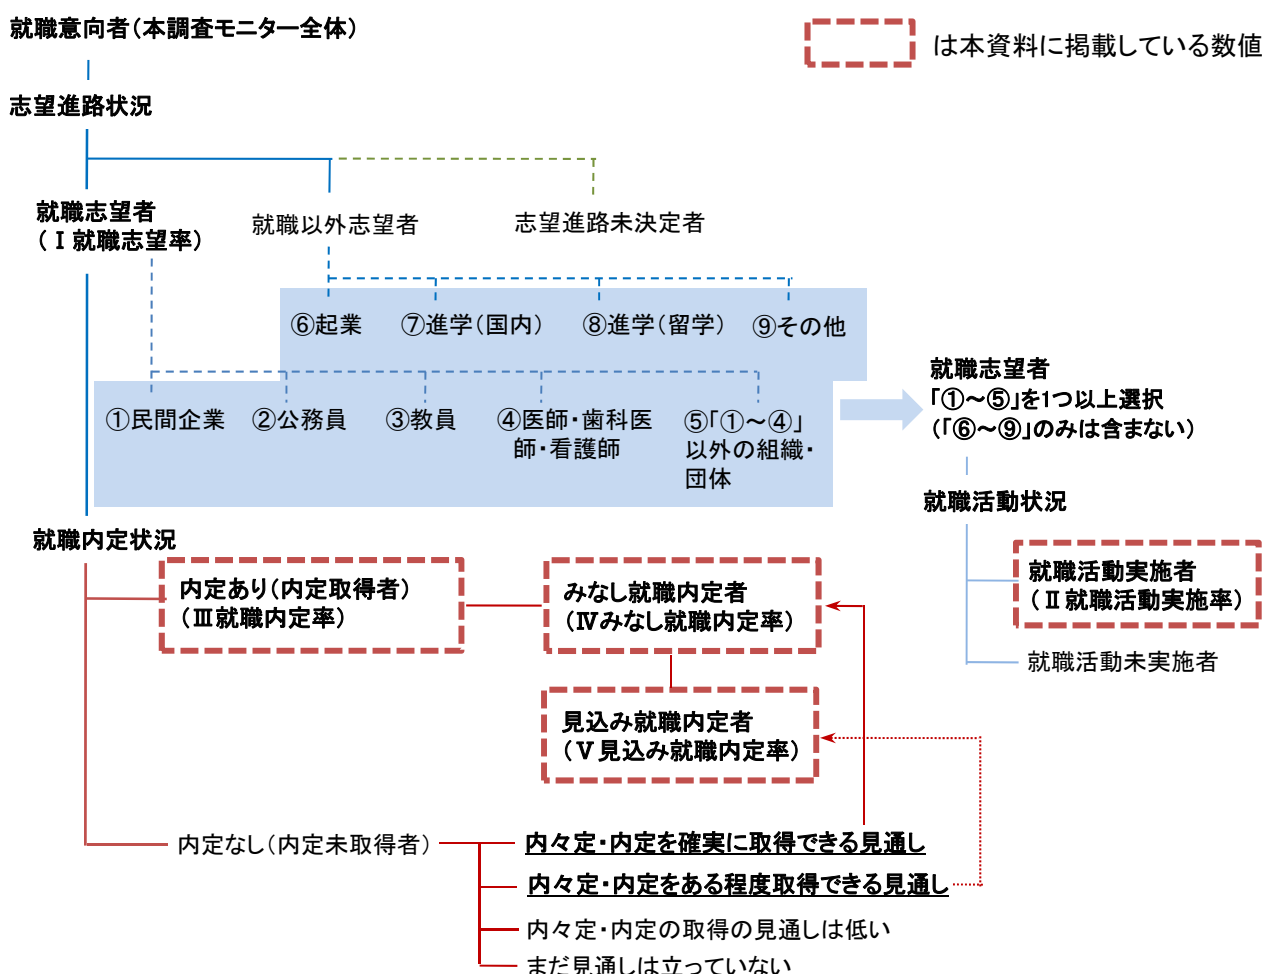 就職意向者（本調査モニター全体）
は本資料に掲載している数値
志望進路状況
就職志望者
（Ⅰ就職志望率）
就職以外志望者
志望進路未決定者
⑥起業
⑦進学（国内）
⑧進学（留学）
⑨その他
①民間企業
②公務員
③教員
④医師・歯科医
師・看護師
⑤「①～④」
以外の組織・
団体
就職志望者
「①～⑤」を1つ以上選択
（「⑥～⑨」のみは含まない）
就職活動状況
就職活動実施者
（Ⅱ就職活動実施率）
就職活動未実施者
就職内定状況
内定あり（内定取得者）
（Ⅲ就職内定率）
みなし就職内定者
（Ⅳみなし就職内定率）
見込み就職内定者
（Ⅴ見込み就職内定率）
内定なし（内定未取得者）
内々定・内定を確実に取得できる見通し
内々定・内定をある程度取得できる見通し
内々定・内定の取得の見通しは低い
まだ見通しは立っていない